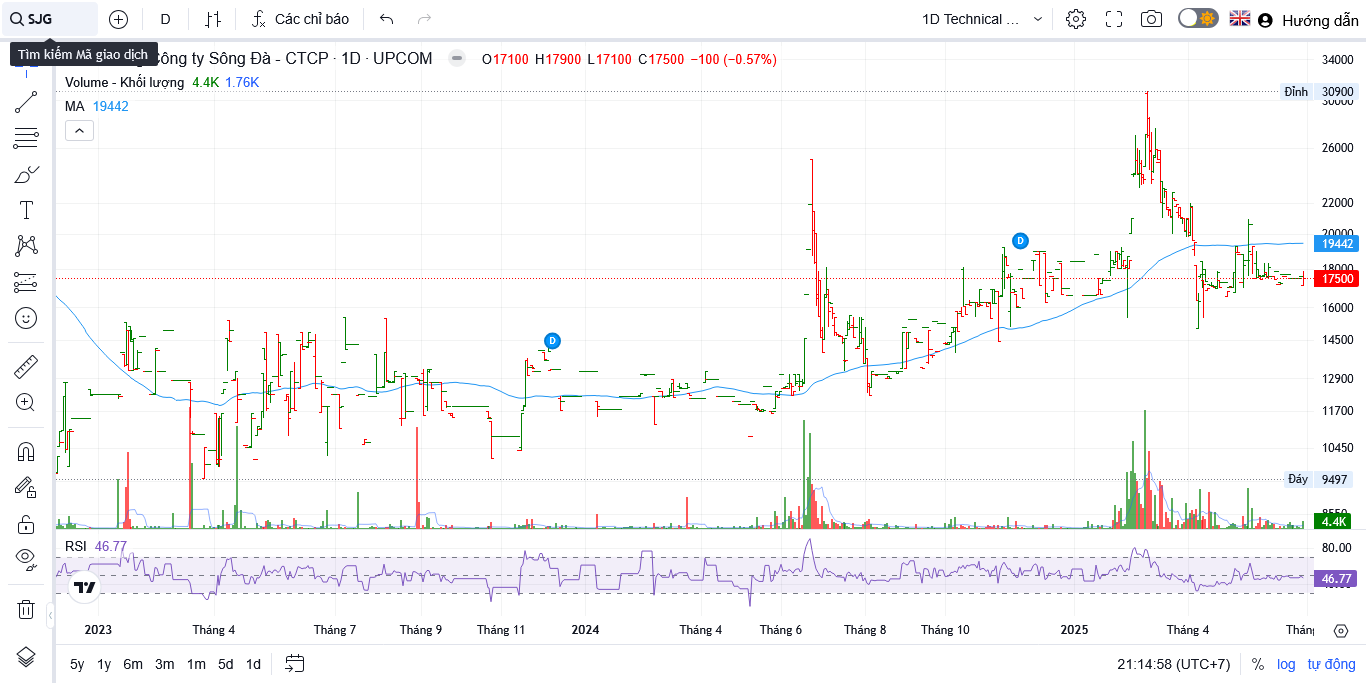 SJG
D
Các chỉ báo
1D Technical ...
Hướng dẫn
Tìm kiếm Mã giao dịch
Công ty Sông Đà - CTCP · 1D · UPCOM
O17100 H17900 L17100 C17500 −100 (−0.57%)
Volume - Khối lượng 4.4K 1.76K
MA 19442
34000
Đỉnh 30900
30000
26000
22000
20000
19442
18000
17500
16000
14500
12900
11700
10450
Đáy 9497
8550
4.4K
D
D
RSI 46.77
80.00
46.77
2023
Tháng 4
Tháng 7
Tháng 9
Tháng 11
2024
Tháng 4
Tháng 6
Tháng 8
Tháng 10
2025
Tháng 4
Thán
5y 1y 6m 3m 1m 5d 1d
21:14:58 (UTC+7)
% log tự động